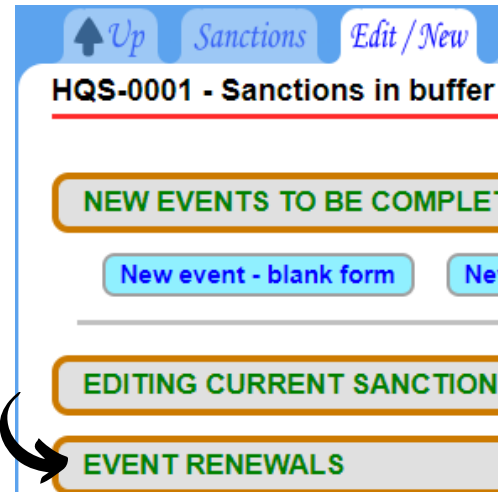 Up Sanctions Edit / New
HQS-0001 - Sanctions in buffer
NEW EVENTS TO BE COMPLET
New event - blank form Ne
EDITING CURRENT SANCTION
EVENT RENEWALS